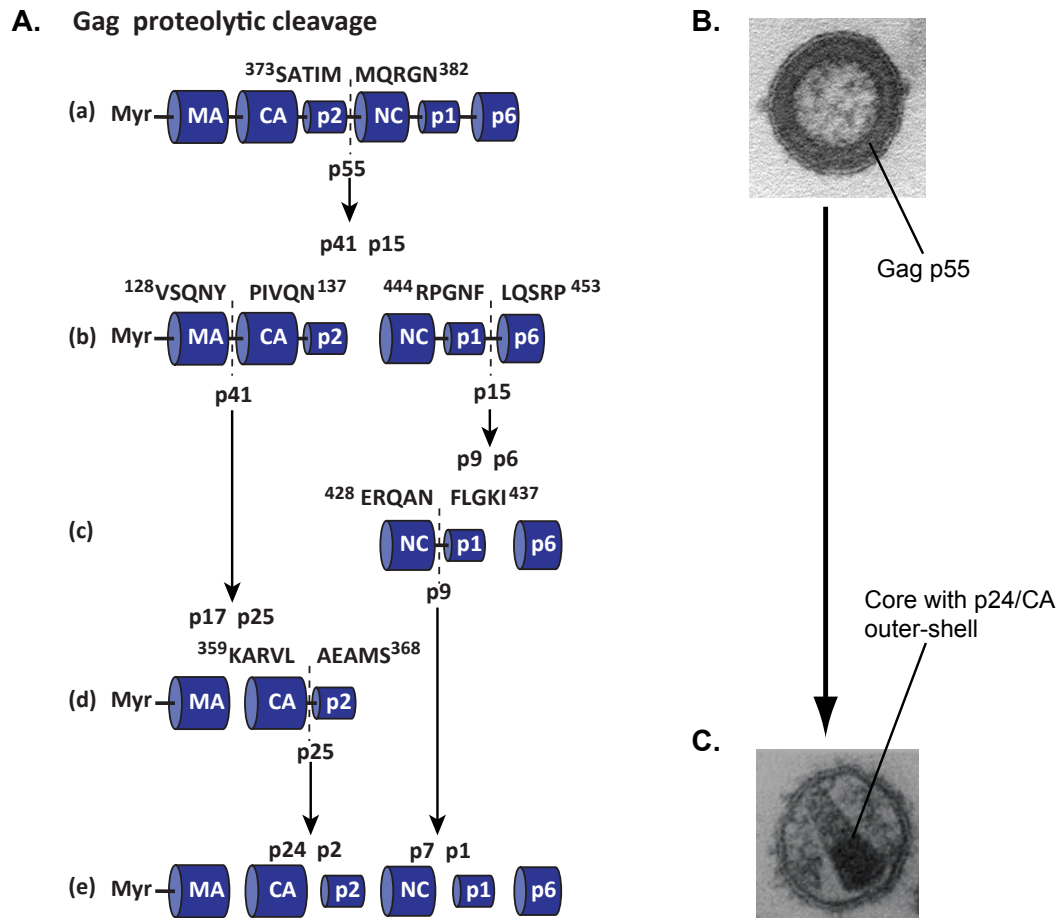 A. Gag proteolytic cleavage
³⁷³SATIM MQRGN³⁸²
(a) Myr MA CA p2 NC p1 p6
p55
p41 p15
¹²⁸VSQNY PIVQN¹³⁷ ⁴⁴⁴RPGNF LQSRP⁴⁵³
(b) Myr MA CA p2 NC p1 p6
p41 p15
p9 p6
⁴²⁸ERQAN FLGKI⁴³⁷
(c) NC p1 p6
p9
p17 p25
³⁵⁹KARVL AEAMS³⁶⁸
(d) Myr MA CA p2
p25
p24 p2 p7 p1
(e) Myr MA CA p2 NC p1 p6
B.
Gag p55
Core with p24/CA
outer-shell
C.